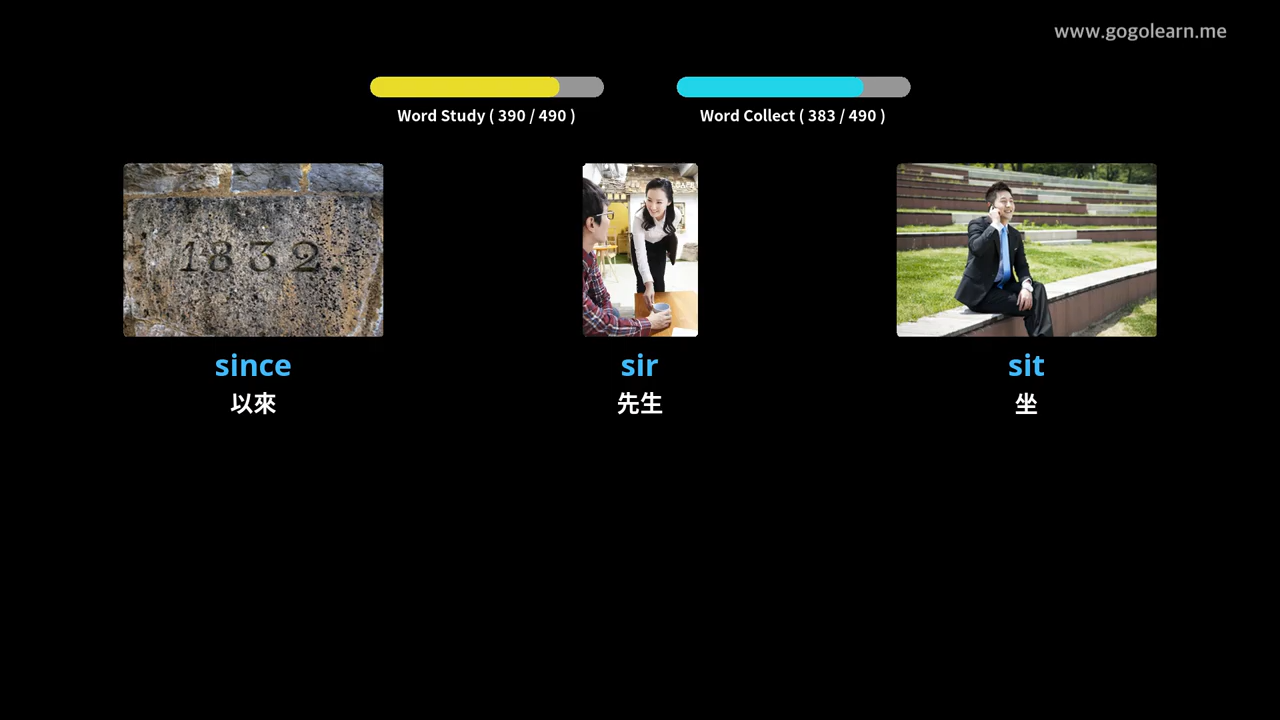 www.gogolearn.me
Word Study ( 390 / 490 )
Word Collect ( 383 / 490 )
1832.
since
sir
sit
以來
先生
坐